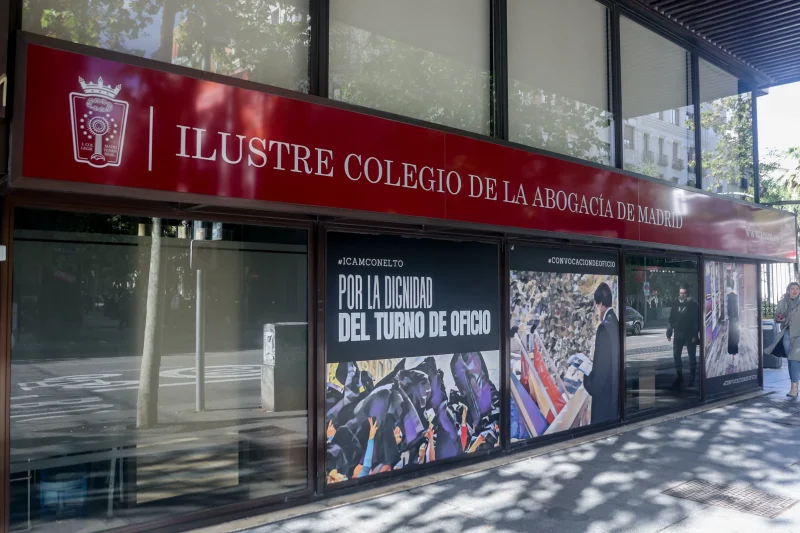 ILUSTRE COLEGIO DE LA ABOGACÍA DE MADRID
#ICAMCONELTO
POR LA DIGNIDAD
DEL TURNO DE OFICIO
#CONVOCACIONDEOFICIO